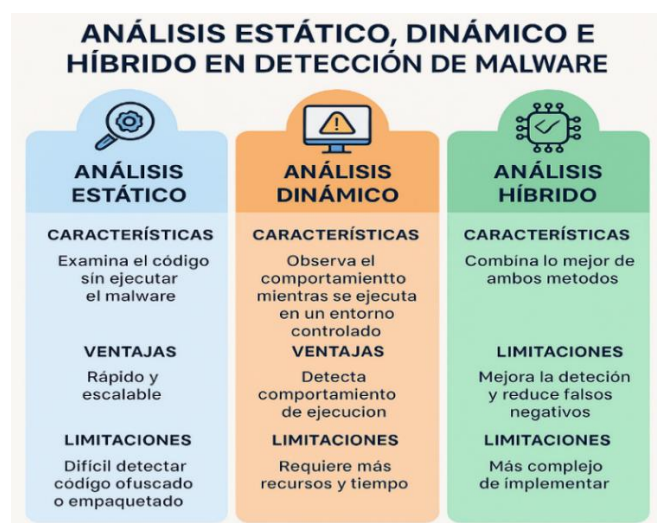 ANÁLISIS ESTÁTICO, DINÁMICO E
HÍBRIDO EN DETECCIÓN DE MALWARE
ANÁLISIS
ESTÁTICO
CARACTERÍSTICAS
Examina el código
sin ejecutar
el malware
VENTAJAS
Rápido y
escalable
LIMITACIONES
Difícil detectar
código ofuscado
o empaquetado
ANÁLISIS
DINÁMICO
CARACTERÍSTICAS
Observa el
comportamientto
mientras se ejecuta
en un entorno
controlado
VENTAJAS
Detecta
comportamiento
de ejecucion
LIMITACIONES
Requiere más
recursos y tiempo
ANÁLISIS
HÍBRIDO
CARACTERÍSTICAS
Combina lo mejor de
ambos metodos
LIMITACIONES
Mejora la deteción
y reduce falsos
negativos
LIMITACIONES
Más complejo
de implementar